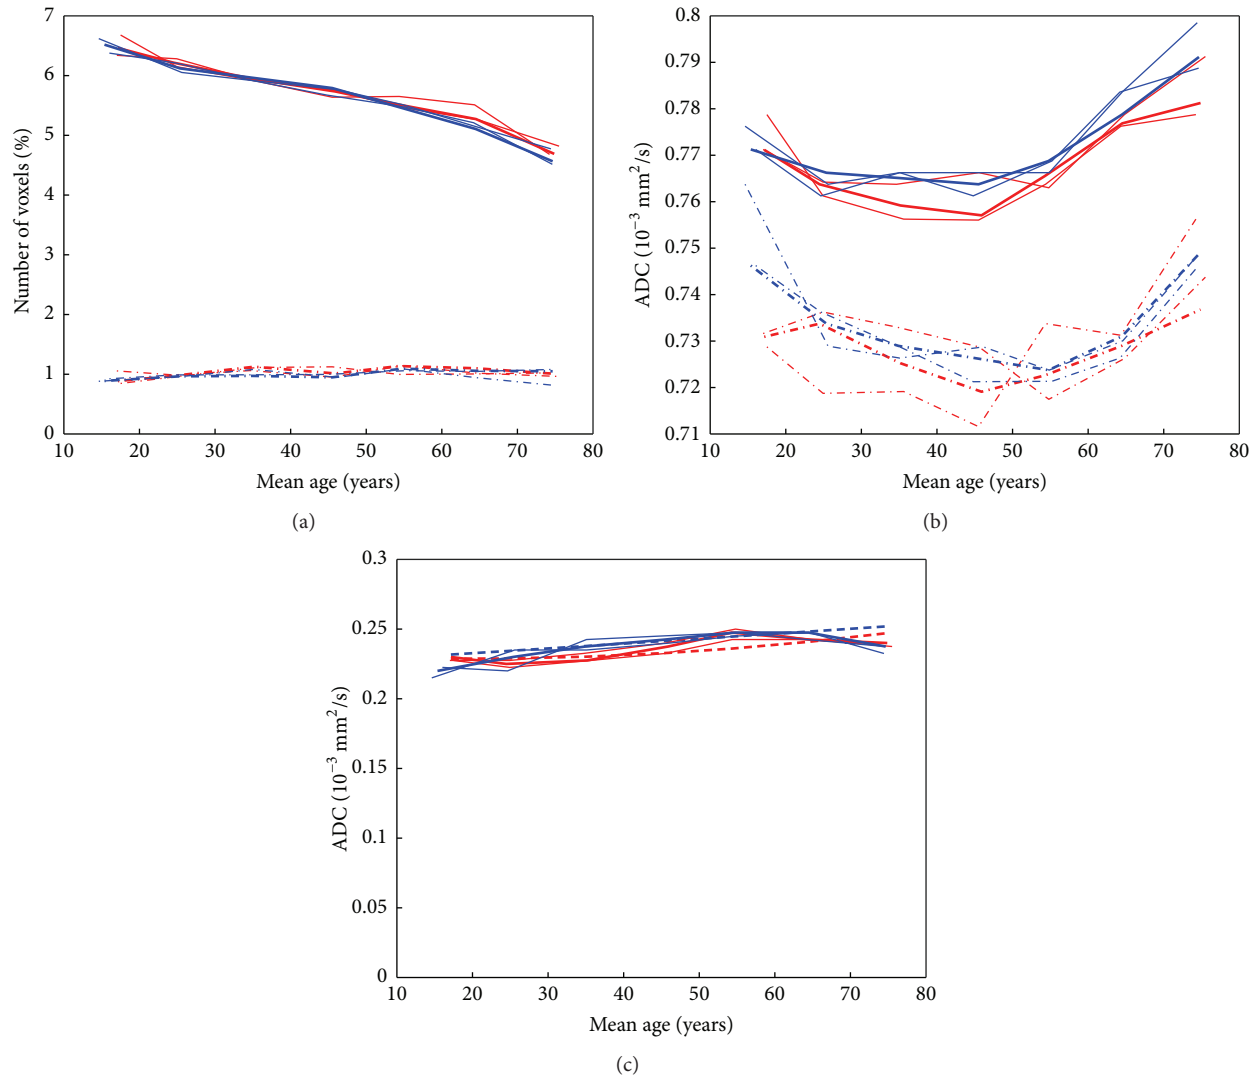 7
6
5
4
3
2
1
0
Number of voxels (%)
10 20 30 40 50 60 70 80
Mean age (years)
(a)
0.8
0.79
0.78
0.77
0.76
0.75
0.74
0.73
0.72
0.71
ADC (10⁻³ mm²/s)
10 20 30 40 50 60 70 80
Mean age (years)
(b)
0.3
0.25
0.2
0.15
0.1
0.05
0
ADC (10⁻³ mm²/s)
10 20 30 40 50 60 70 80
Mean age (years)
(c)